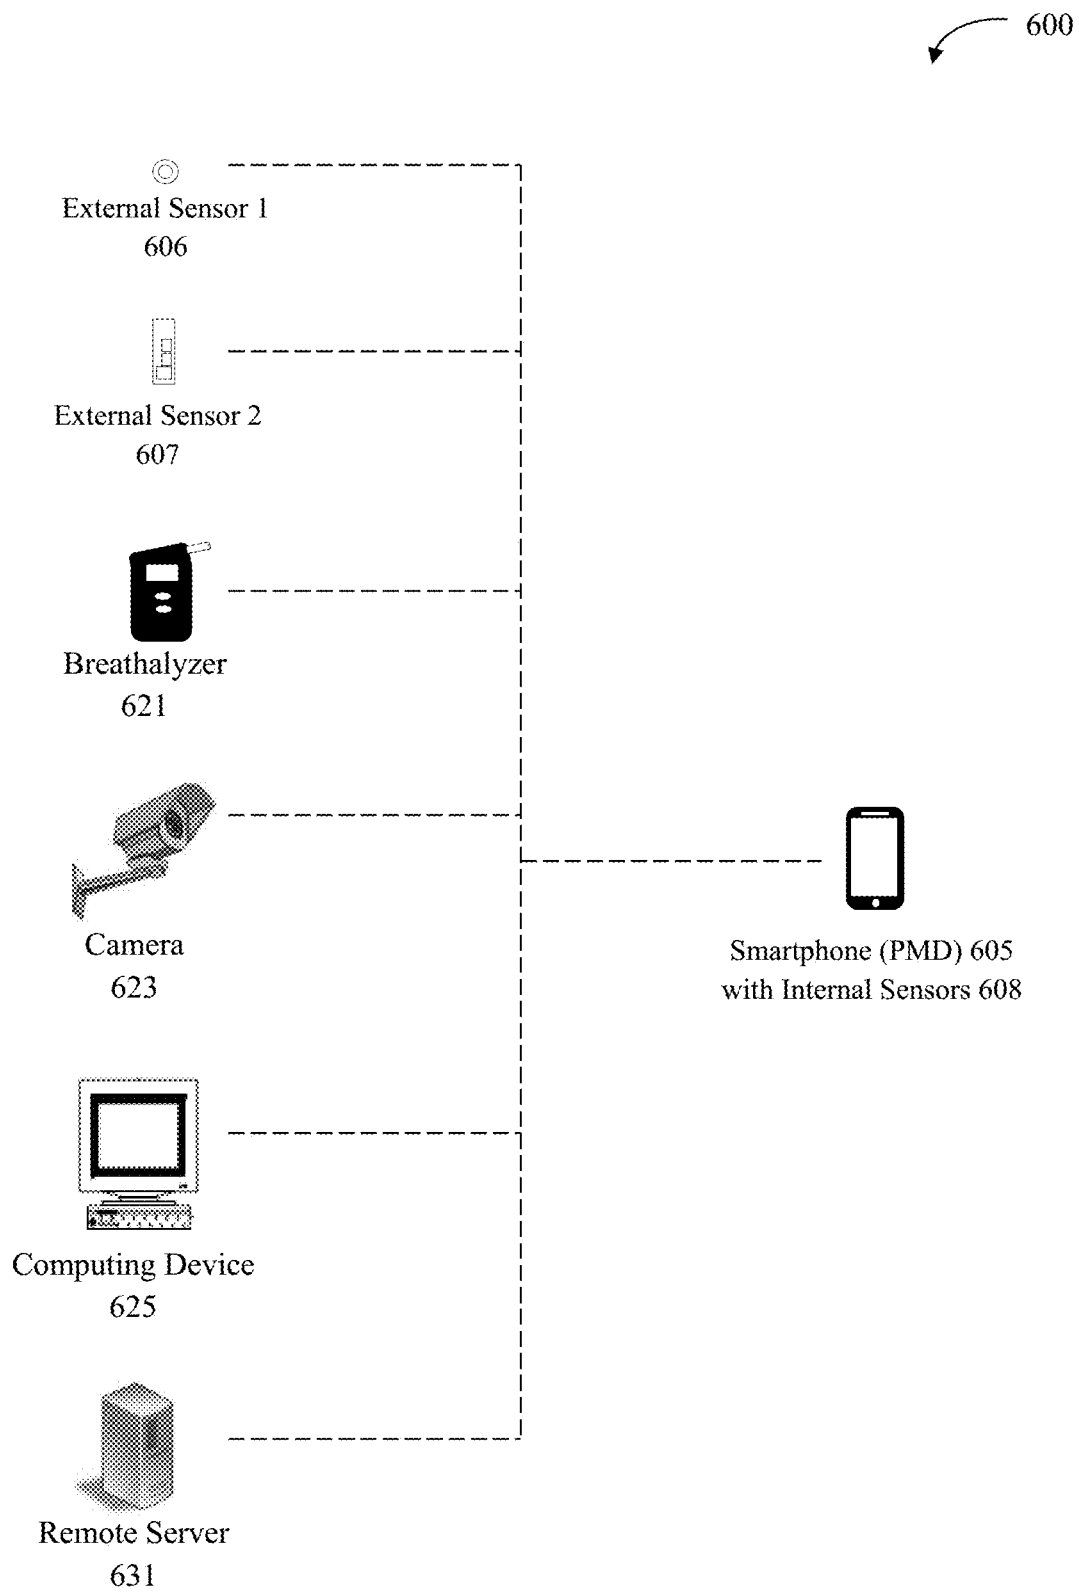 600
External Sensor 1
606
External Sensor 2
607
Breathalyzer
621
Camera
623
Smartphone (PMD) 605
with Internal Sensors 608
Computing Device
625
Remote Server
631